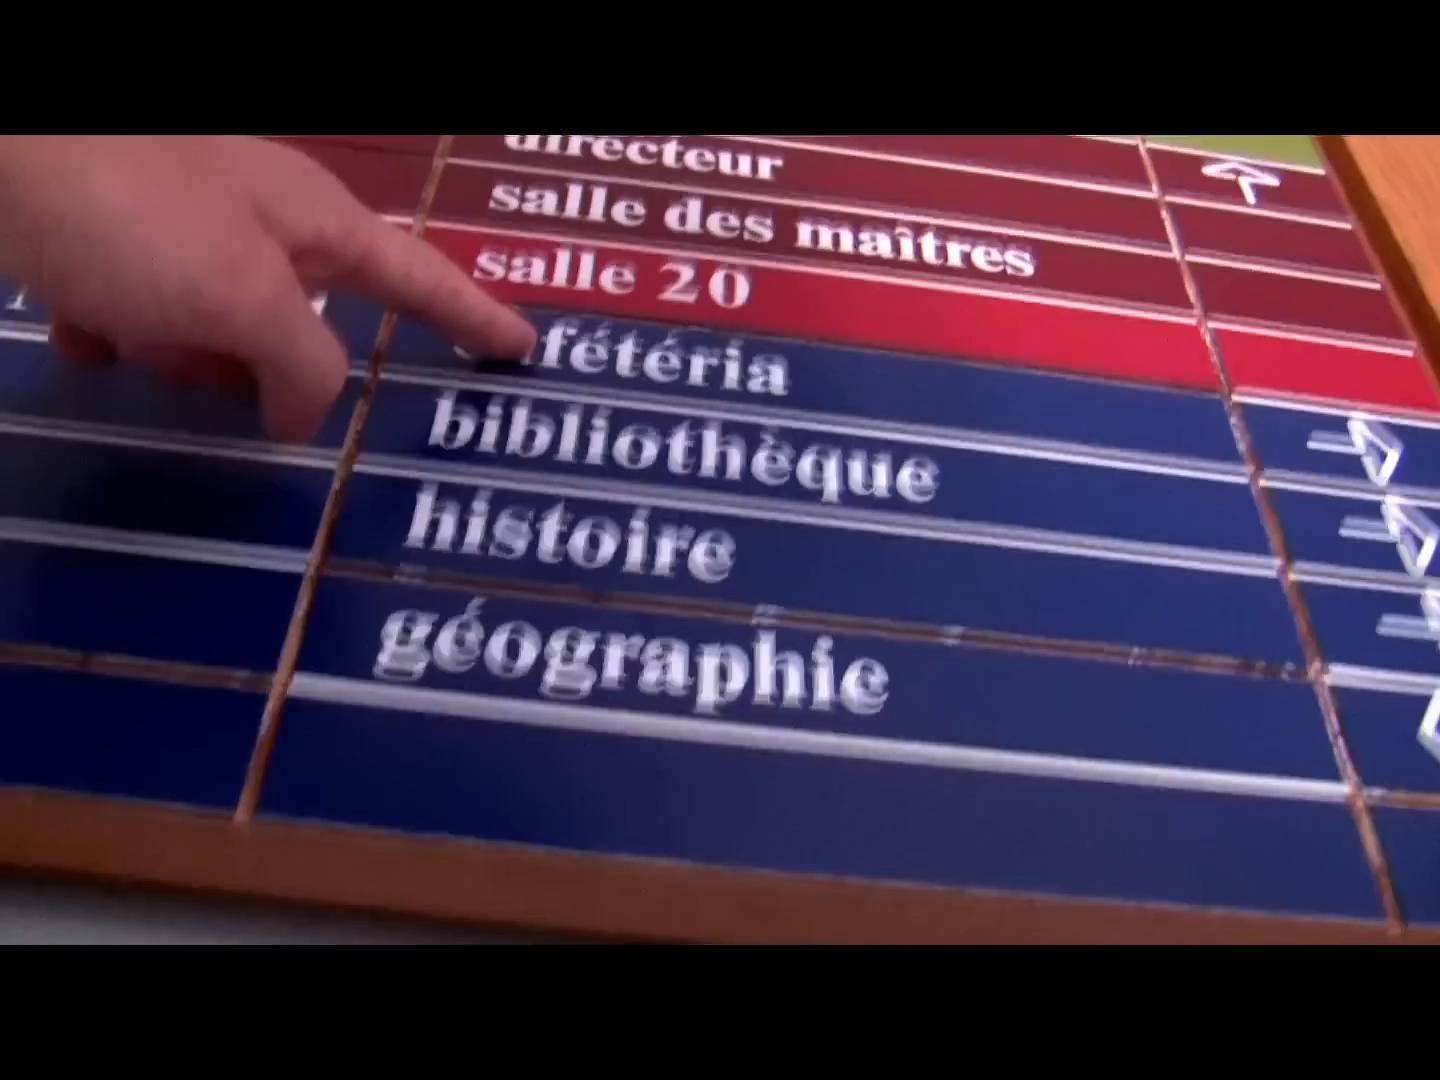 directeur
salle des maîtres
salle 20
cafétéria
bibliothèque
histoire
géographie